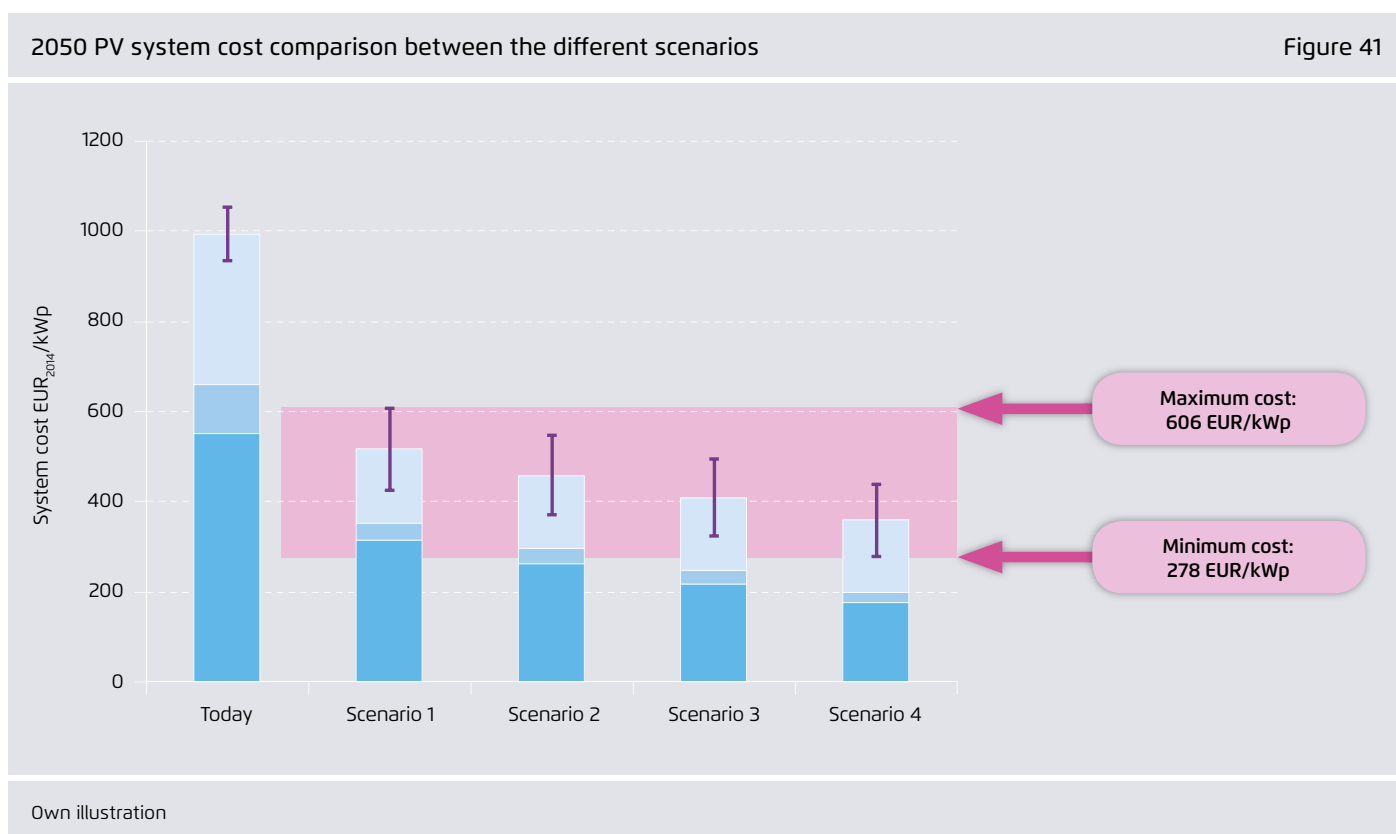 2050 PV system cost comparison between the different scenarios
Figure 41
1200
1000
800
600
400
200
0
System cost EUR2014/kWp
Today
Scenario 1
Scenario 2
Scenario 3
Scenario 4
Maximum cost:
606 EUR/kWp
Minimum cost:
278 EUR/kWp
Own illustration